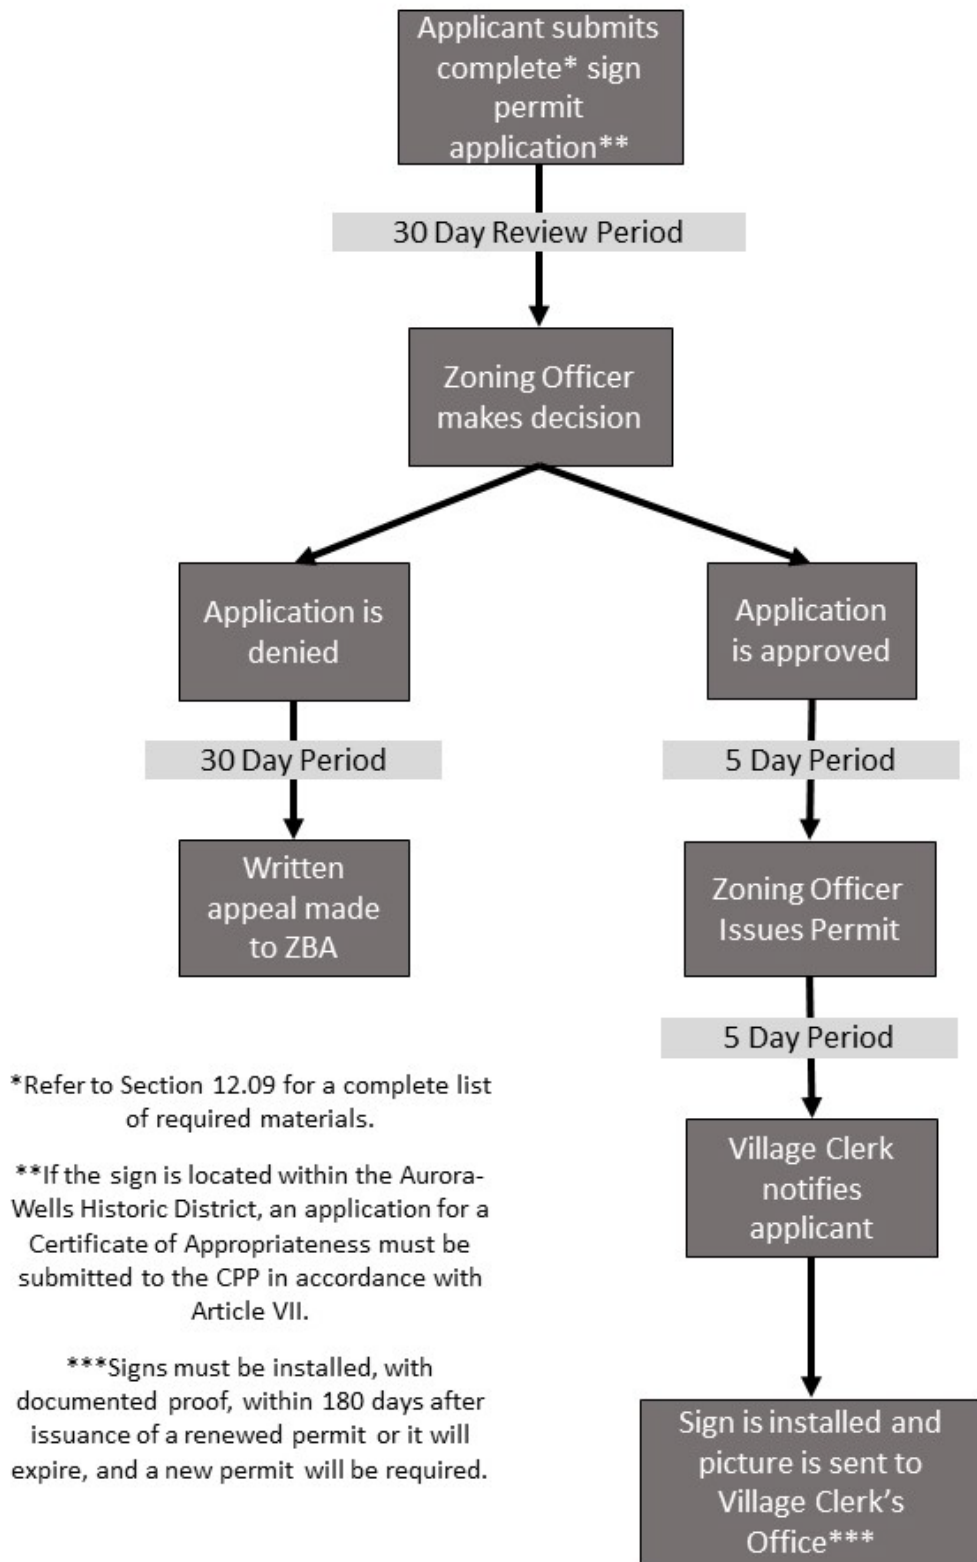 Applicant submits
complete* sign
permit
application**
30 Day Review Period
Zoning Officer
makes decision
Application is
denied
Application
is approved
30 Day Period
5 Day Period
Written
appeal made
to ZBA
Zoning Officer
Issues Permit
5 Day Period
Village Clerk
notifies
applicant
Sign is installed and
picture is sent to
Village Clerk's
Office***
*Refer to Section 12.09 for a complete list
of required materials.
**If the sign is located within the Aurora-
Wells Historic District, an application for a
Certificate of Appropriateness must be
submitted to the CPP in accordance with
Article VII.
***Signs must be installed, with
documented proof, within 180 days after
issuance of a renewed permit or it will
expire, and a new permit will be required.